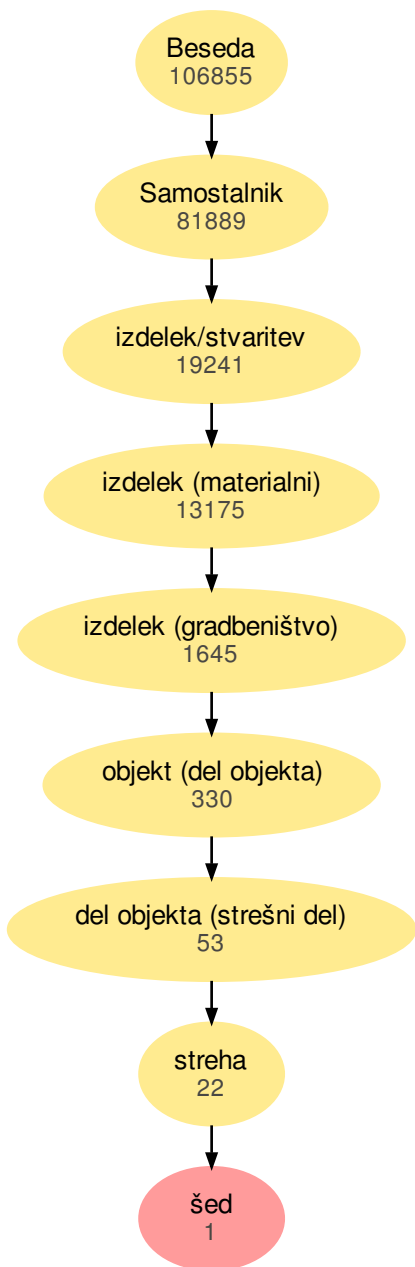 Beseda
106855
Samostalnik
81889
izdelek/stvaritev
19241
izdelek (materialni)
13175
izdelek (gradbeništvo)
1645
objekt (del objekta)
330
del objekta (strešni del)
53
streha
22
šed
1